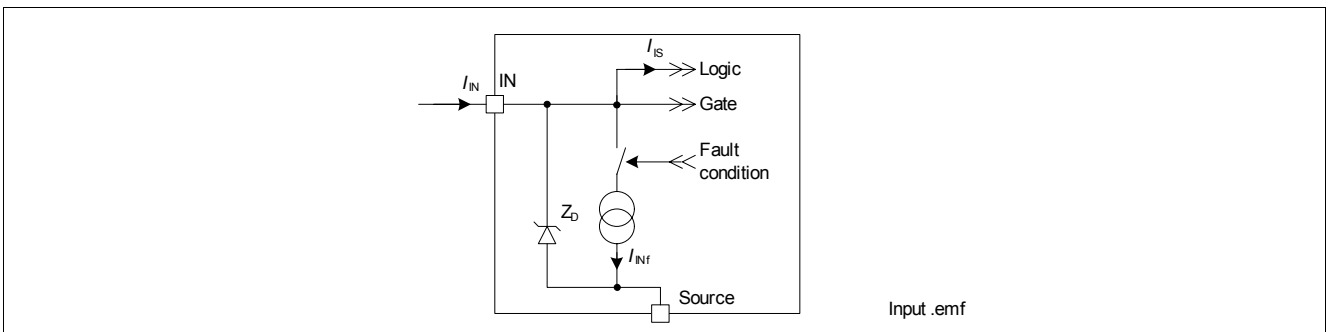 I_IS
Logic
I_IN
IN
Gate
Fault
condition
Z_D
I_INf
Source
Input .emf